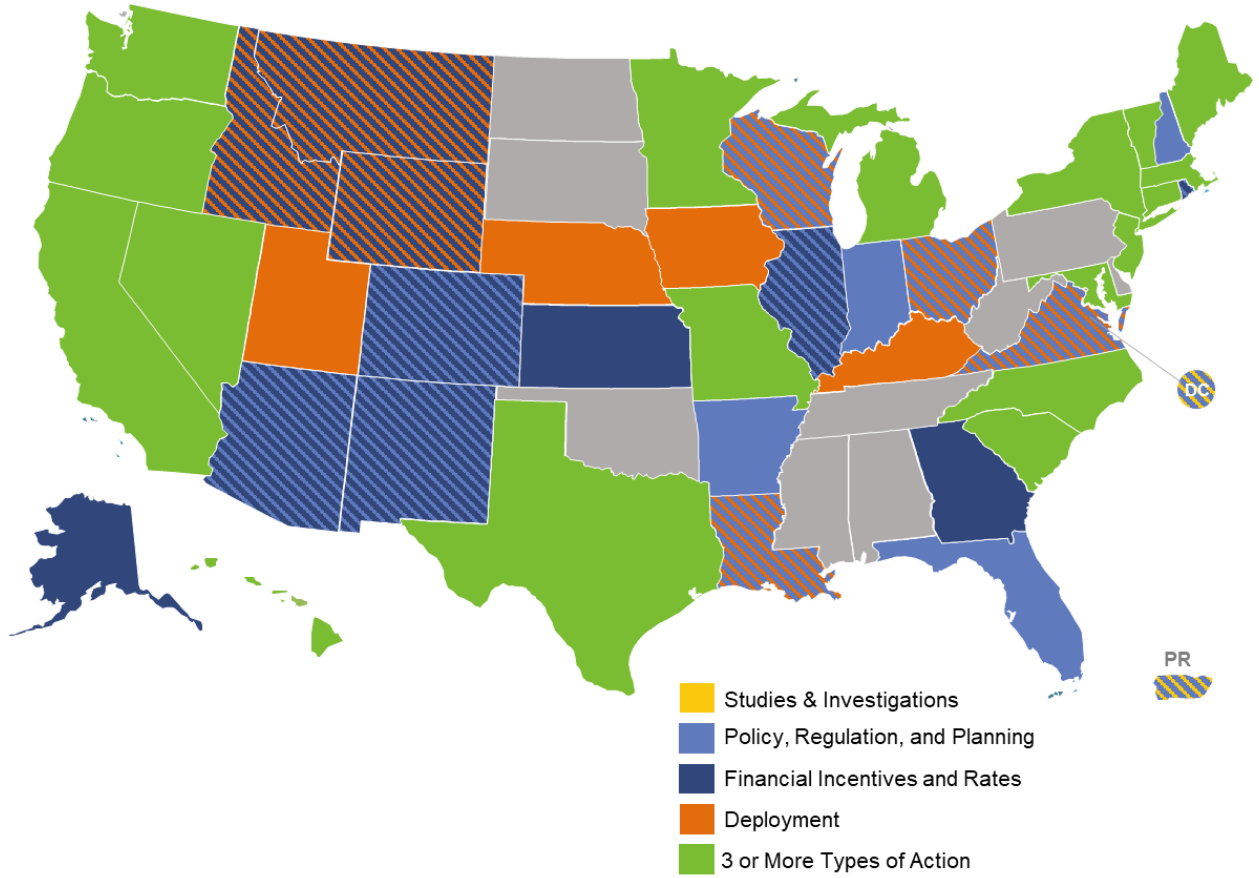 DC
PR
Studies & Investigations
Policy, Regulation, and Planning
Financial Incentives and Rates
Deployment
3 or More Types of Action